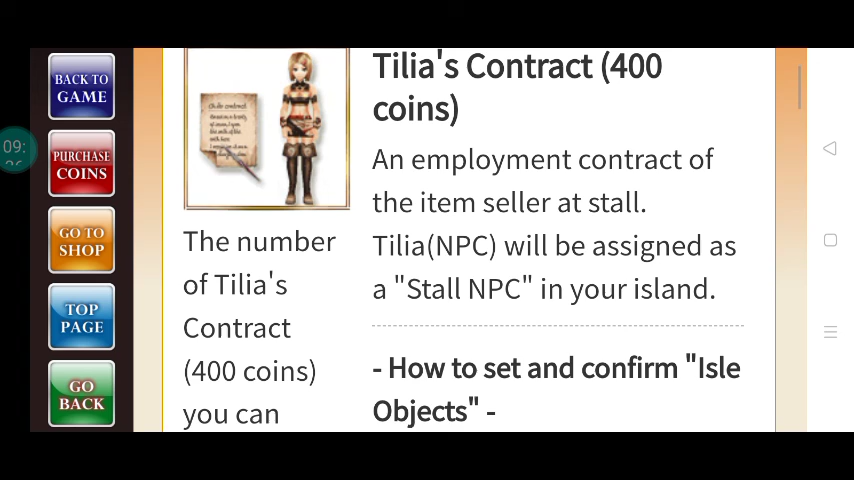 BACK TO
GAME
PURCHASE
COINS
GO TO
SHOP
TOP
PAGE
GO
BACK
09:
The number
of Tilia's
Contract
(400 coins)
you can
Tilia's Contract (400
coins)
An employment contract of
the item seller at stall.
Tilia(NPC) will be assigned as
a "Stall NPC" in your island.
- How to set and confirm "Isle
Objects" -